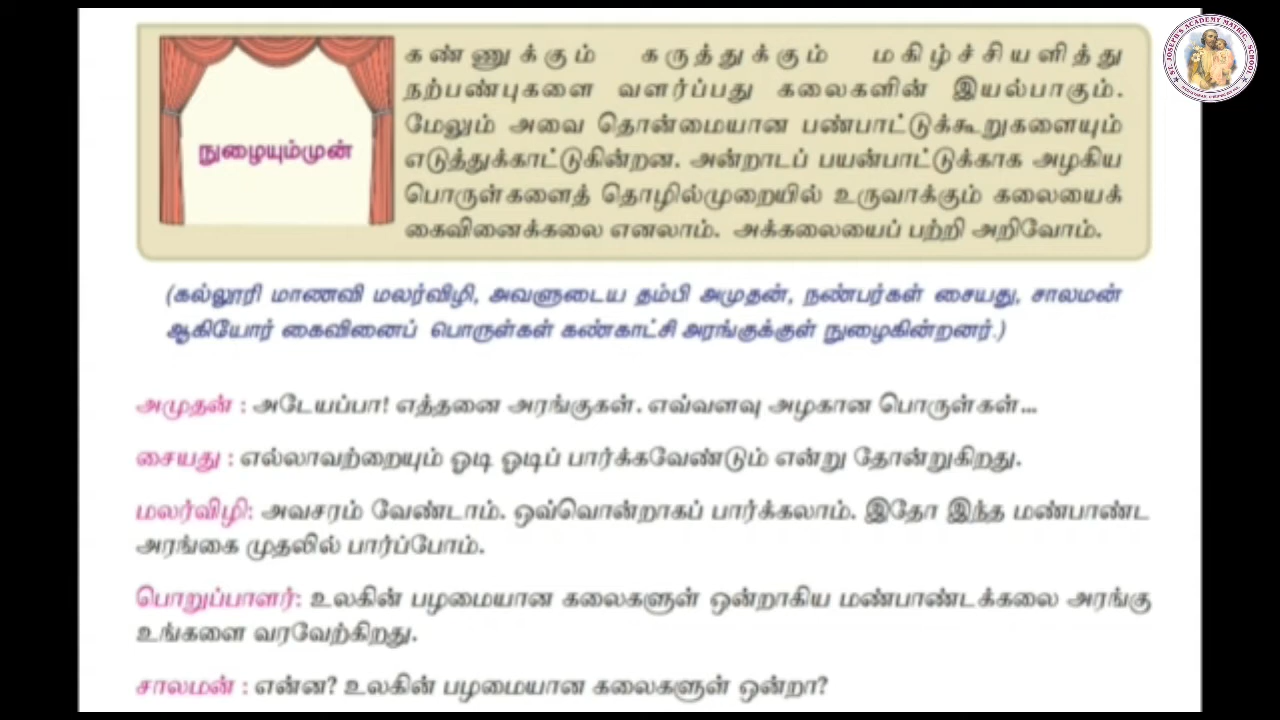 நுழையும்முன்
கண்ணுக்கும் கருத்துக்கும் மகிழ்ச்சியளித்து
நற்பண்புகளை வளர்ப்பது கலைகளின் இயல்பாகும்.
மேலும் அவை தொன்மையான பண்பாட்டுக்கூறுகளையும்
எடுத்துக்காட்டுகின்றன. அன்றாடப் பயன்பாட்டுக்காக அழகிய
பொருள்களைத் தொழில்முறையில் உருவாக்கும் கலையைக்
கைவினைக்கலை எனலாம். அக்கலையைப் பற்றி அறிவோம்.
(கல்லூரி மாணவி மலர்விழி, அவளுடைய தம்பி அமுதன், நண்பர்கள் சையது, சாலமன்
ஆகியோர் கைவினைப் பொருள்கள் கண்காட்சி அரங்குக்குள் நுழைகின்றனர்.)
அமுதன் : அடேயப்பா! எத்தனை அரங்குகள். எவ்வளவு அழகான பொருள்கள்...
சையது : எல்லாவற்றையும் ஓடி ஓடிப் பார்க்கவேண்டும் என்று தோன்றுகிறது.
மலர்விழி: அவசரம் வேண்டாம். ஒவ்வொன்றாகப் பார்க்கலாம். இதோ இந்த மண்பாண்ட
அரங்கை முதலில் பார்ப்போம்.
பொறுப்பாளர்: உலகின் பழமையான கலைகளுள் ஒன்றாகிய மண்பாண்டக்கலை அரங்கு
உங்களை வரவேற்கிறது.
சாலமன் : என்ன? உலகின் பழமையான கலைகளுள் ஒன்றா?
ST. JOSEPH'S ACADEMY MATRIC SCHOOL